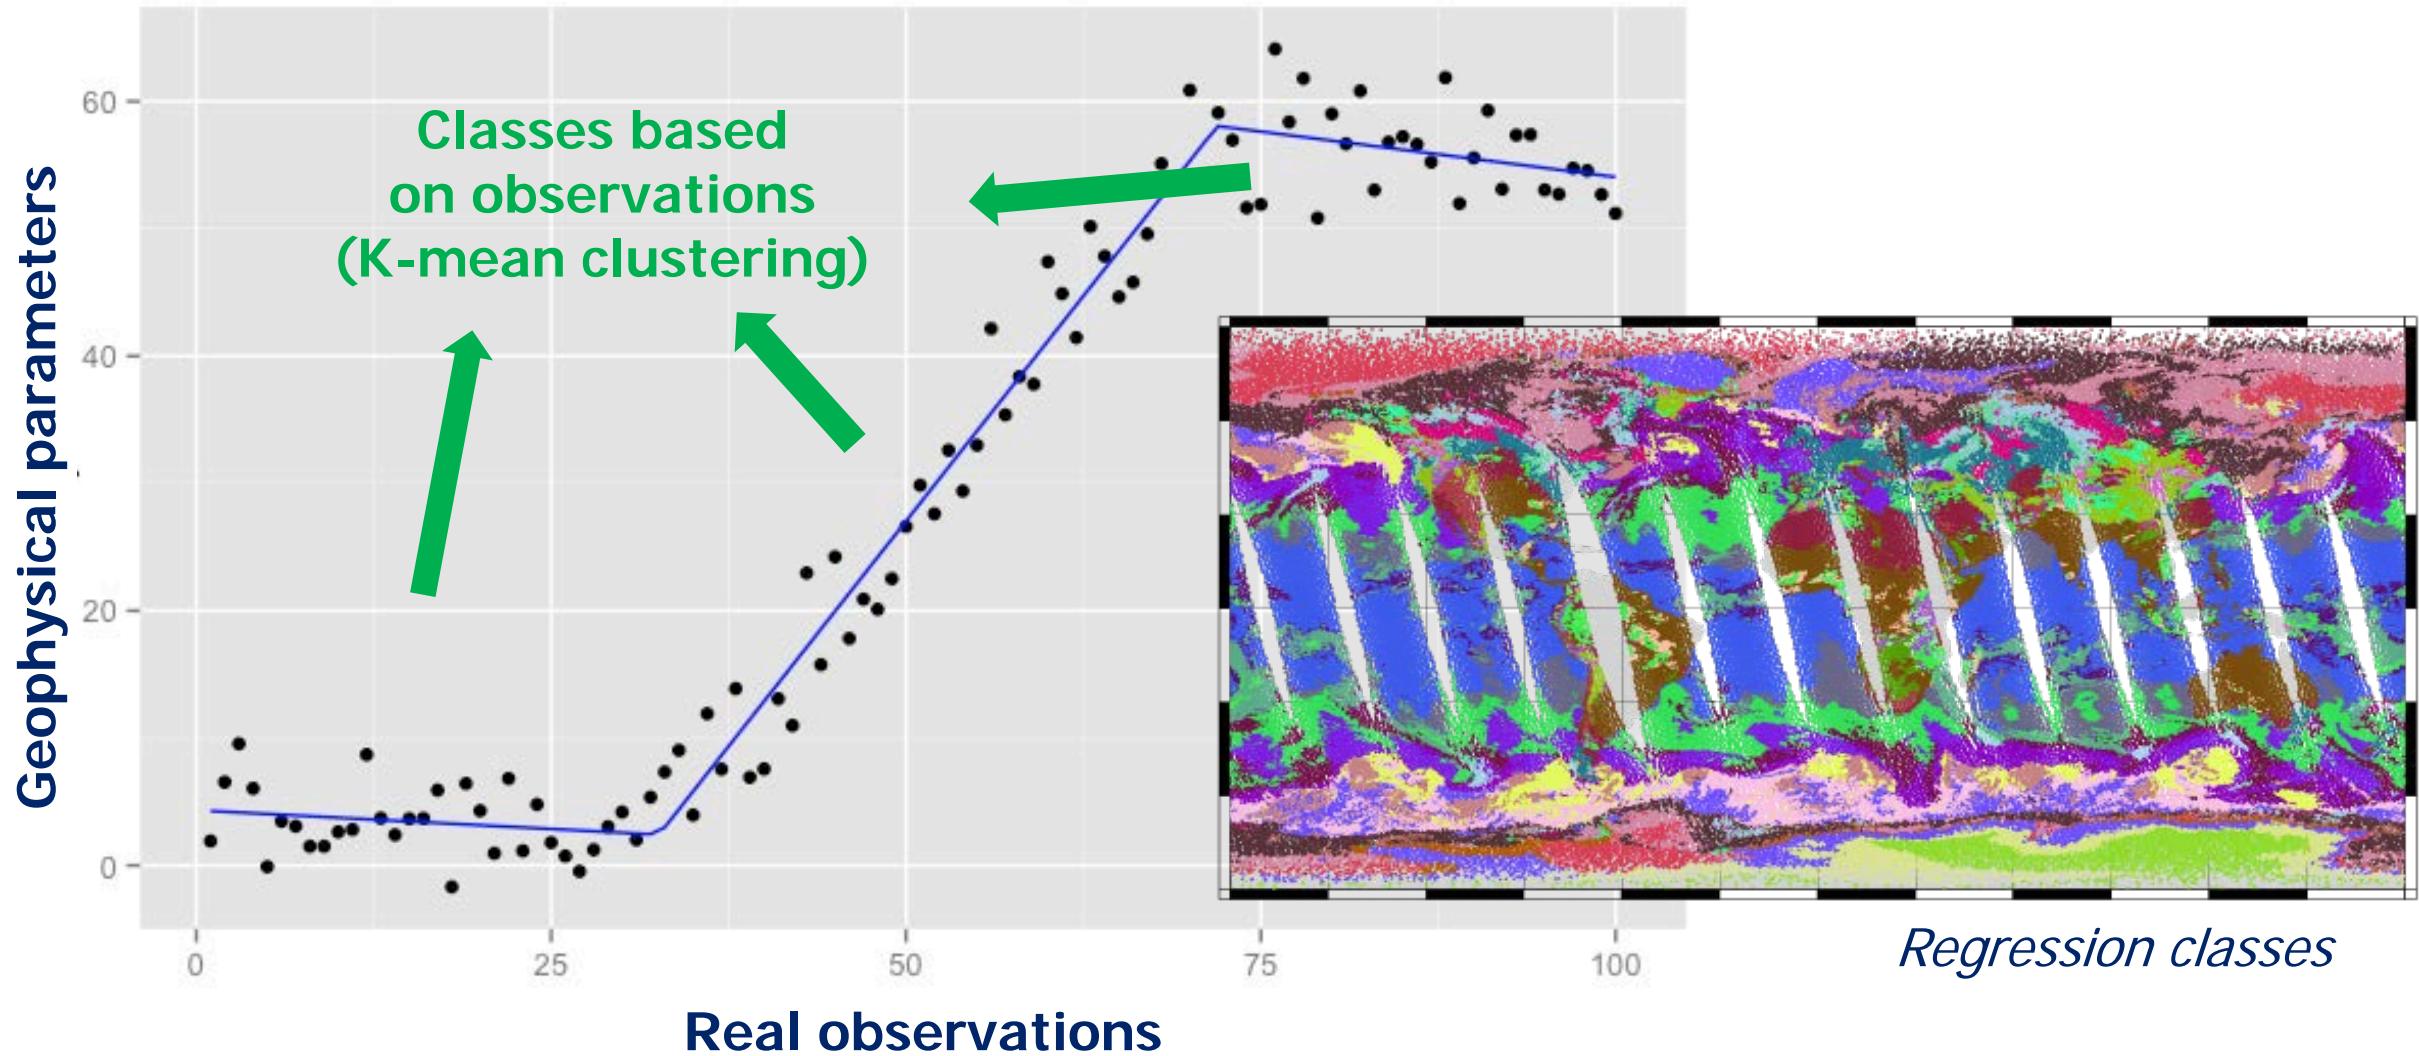 60
40
20
0
Geophysical parameters
Classes based
on observations
(K-mean clustering)
0
25
50
75
100
Regression classes
Real observations